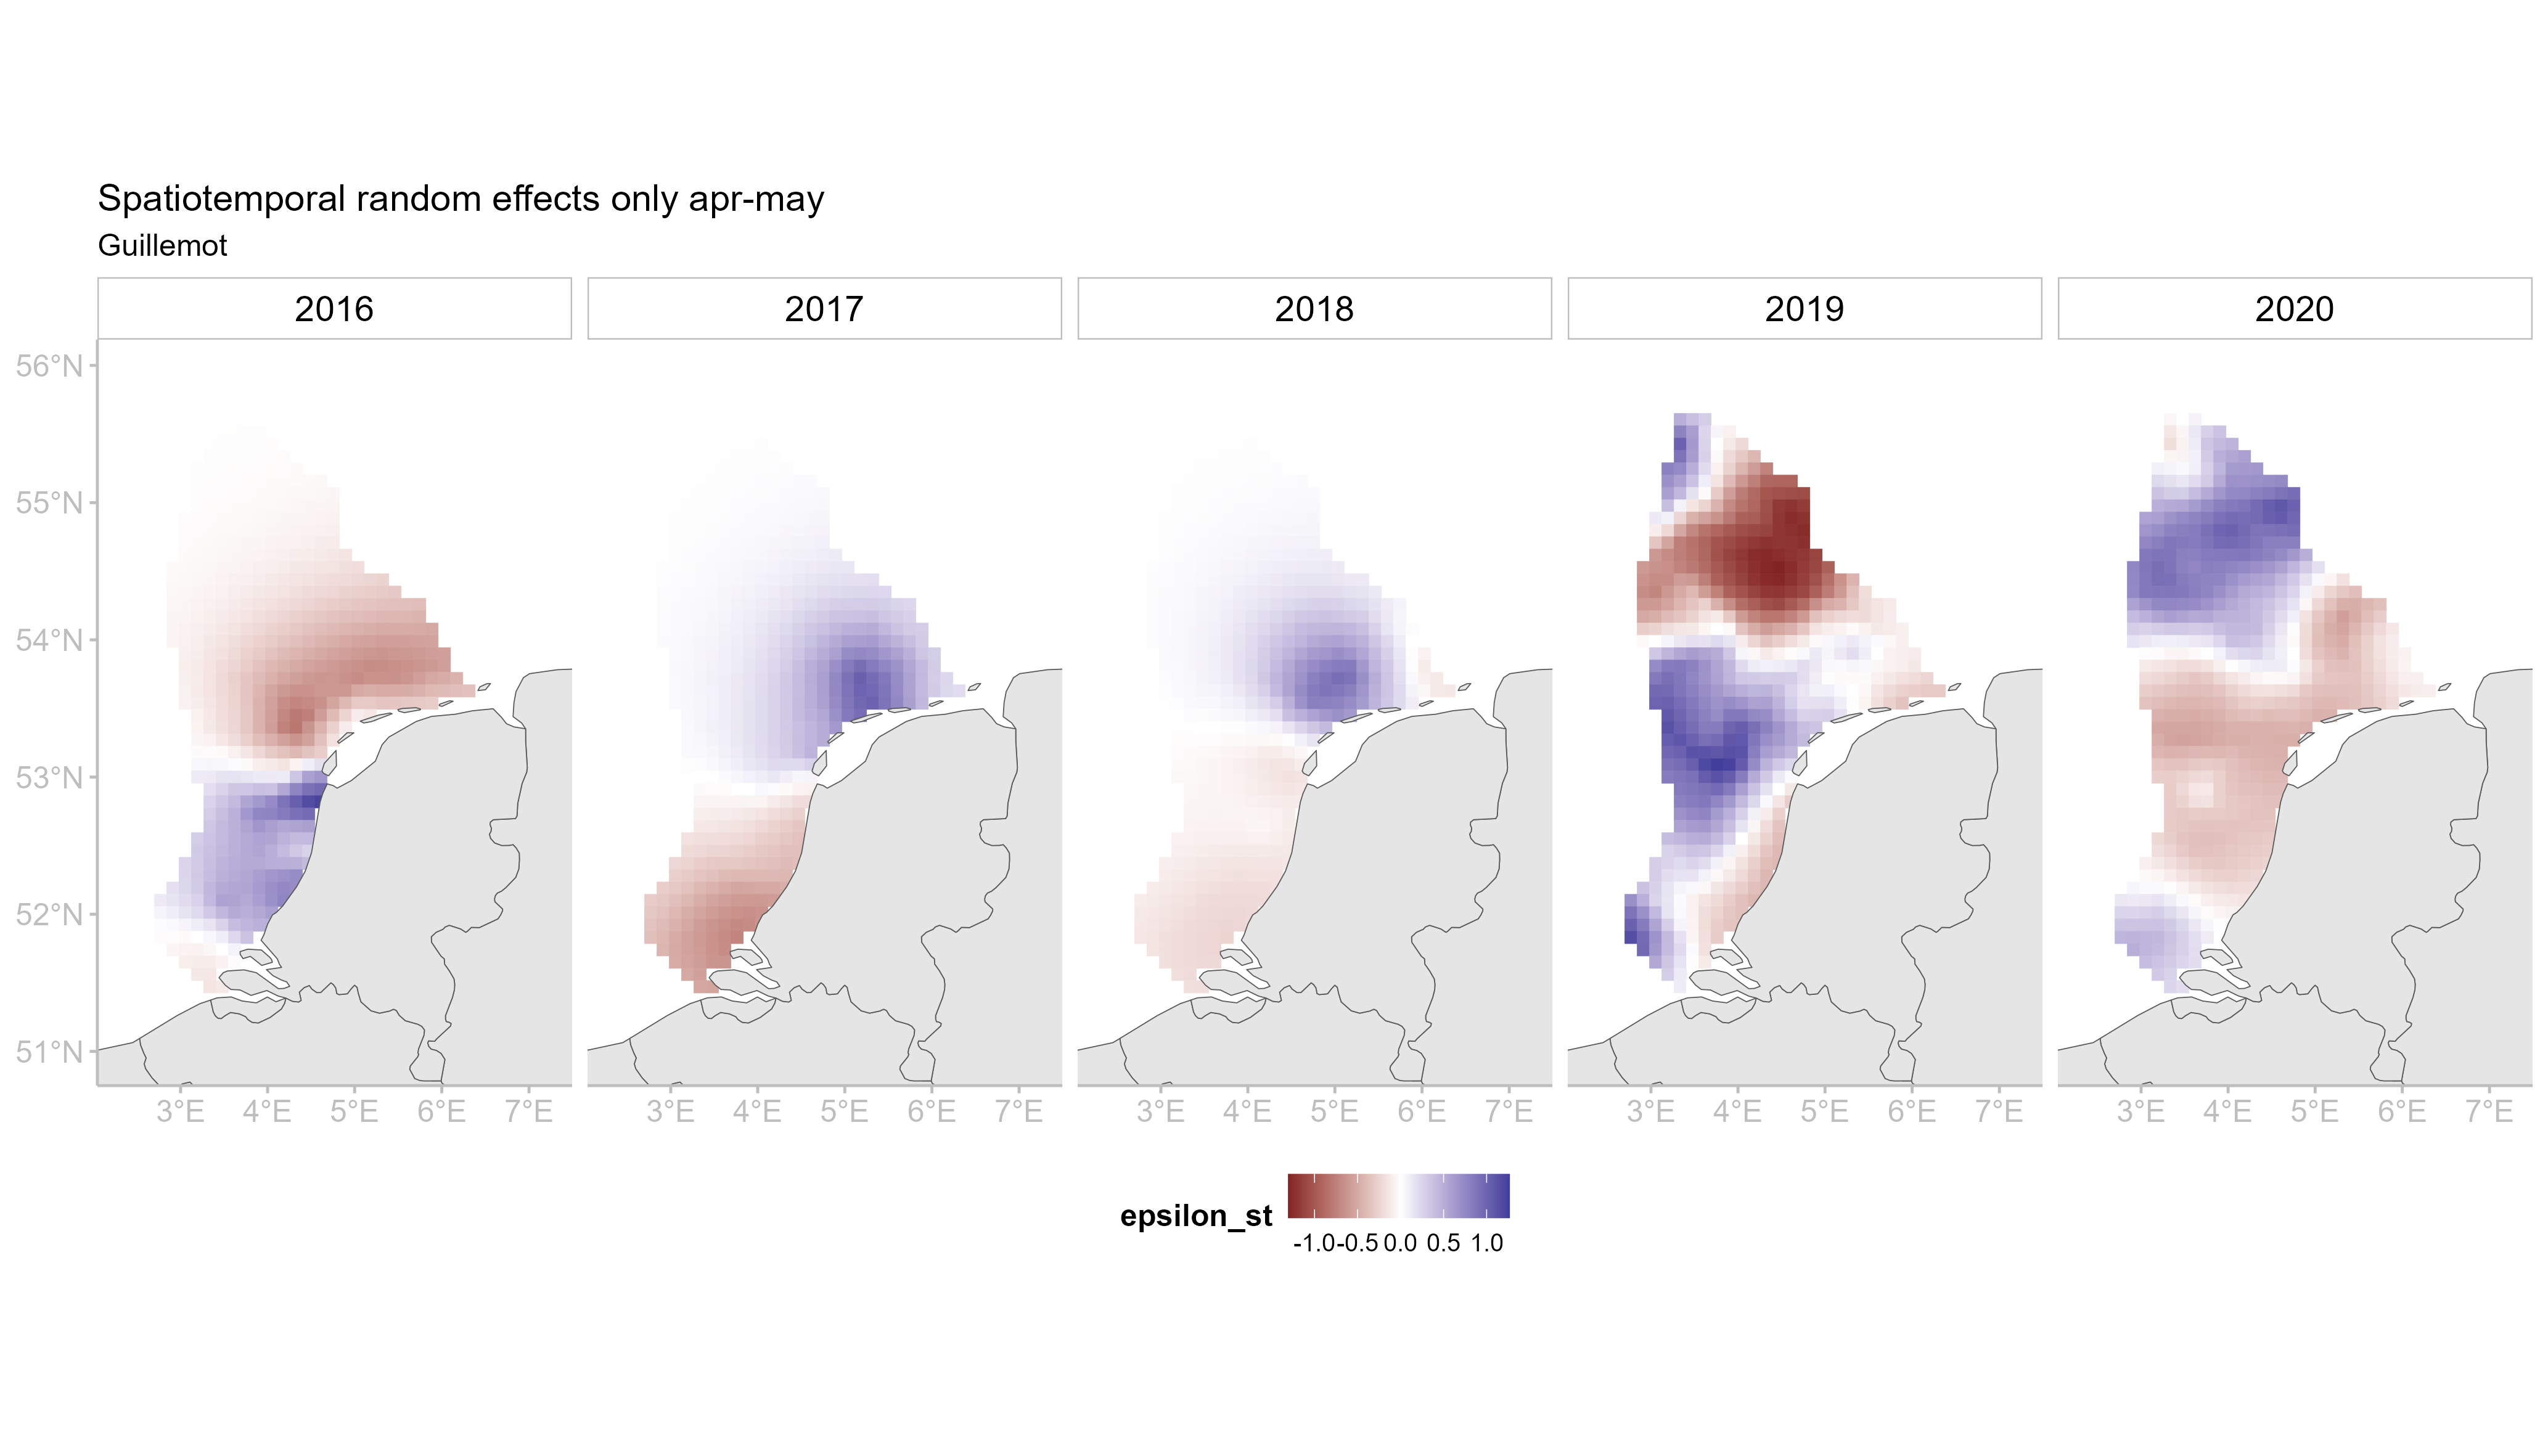 Spatiotemporal random effects only apr-may
Guillemot
2016 2017 2018 2019 2020
56°N
55°N
54°N
53°N
52°N
51°N
3°E 4°E 5°E 6°E 7°E 3°E 4°E 5°E 6°E 7°E 3°E 4°E 5°E 6°E 7°E 3°E 4°E 5°E 6°E 7°E 3°E 4°E 5°E 6°E 7°E
epsilon_st
-1.0 -0.5 0.0 0.5 1.0